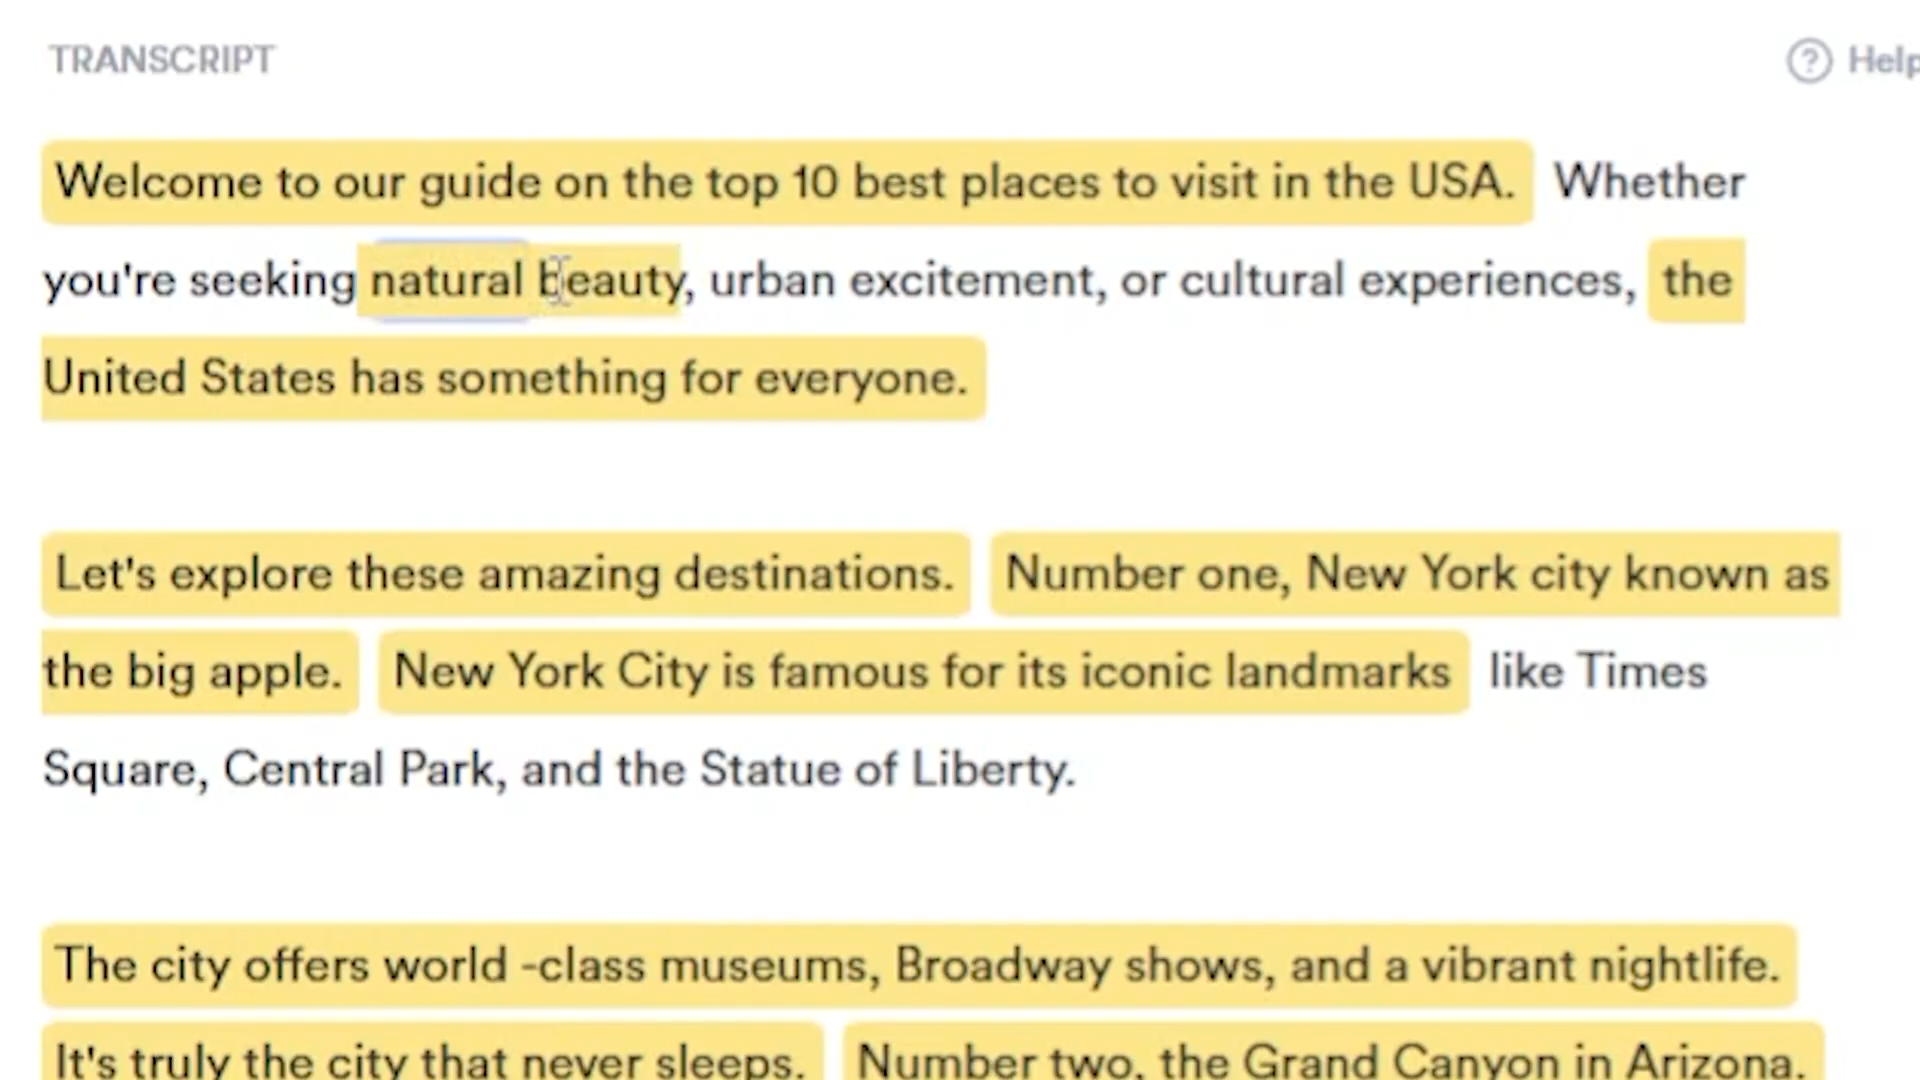 TRANSCRIPT
Help
Welcome to our guide on the top 10 best places to visit in the USA. Whether
you're seeking natural beauty, urban excitement, or cultural experiences, the
United States has something for everyone.
Let's explore these amazing destinations. Number one, New York city known as
the big apple. New York City is famous for its iconic landmarks like Times
Square, Central Park, and the Statue of Liberty.
The city offers world -class museums, Broadway shows, and a vibrant nightlife.
It's truly the city that never sleeps. Number two, the Grand Canyon in Arizona.